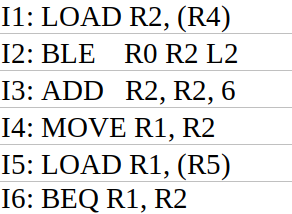 I1: LOAD R2, (R4)
I2: BLE R0 R2 L2
I3: ADD R2, R2, 6
I4: MOVE R1, R2
I5: LOAD R1, (R5)
I6: BEQ R1, R2